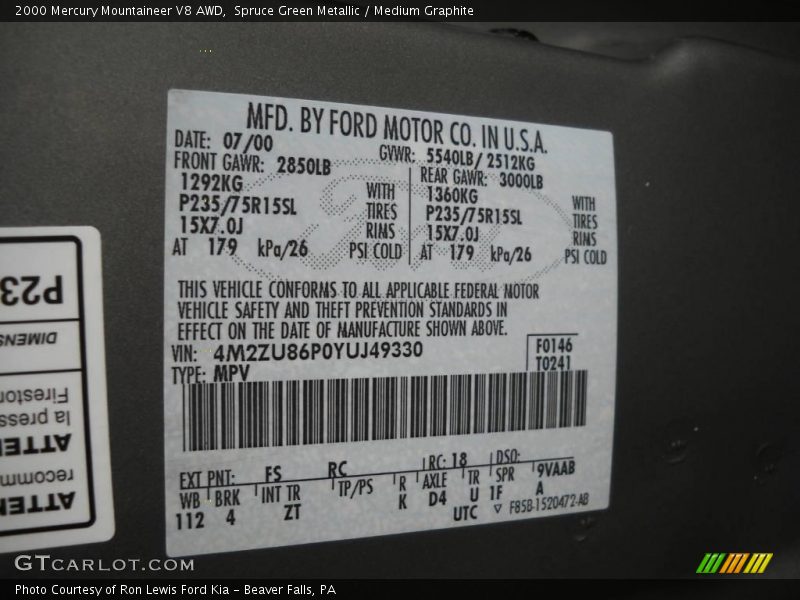 2000 Mercury Mountaineer V8 AWD,  Spruce Green Metallic / Medium Graphite
MFD. BY FORD MOTOR CO. IN U.S.A.
DATE: 07/00
GVWR: 5540LB/ 2512KG
FRONT GAWR: 2850LB
REAR GAWR: 3000LB
1292KG
WITH
1360KG
WITH
P235/75R15SL
TIRES
P235/75R15SL
TIRES
15X7.0J
RIMS
15X7.0J
RIMS
AT 179 kPa/26
PSI COLD
AT 179 kPa/26
PSI COLD
THIS VEHICLE CONFORMS TO ALL APPLICABLE FEDERAL MOTOR
VEHICLE SAFETY AND THEFT PREVENTION STANDARDS IN
EFFECT ON THE DATE OF MANUFACTURE SHOWN ABOVE.
VIN: 4M2ZU86P0YUJ49330
F0146
TYPE: MPV
T0241
EXT PNT: FS RC
RC: 18 DSO:
WB BRK INT TR TP/PS R AXLE TR SPR 9VAAB
112 4 ZT K D4 U 1F A
UTC ▽ F85B-1520472-AB
P23
DIMENS
Firesto
la press
ATTE
recomm
ATTEN
GTCARLOT.COM
Photo Courtesy of Ron Lewis Ford Kia – Beaver Falls, PA